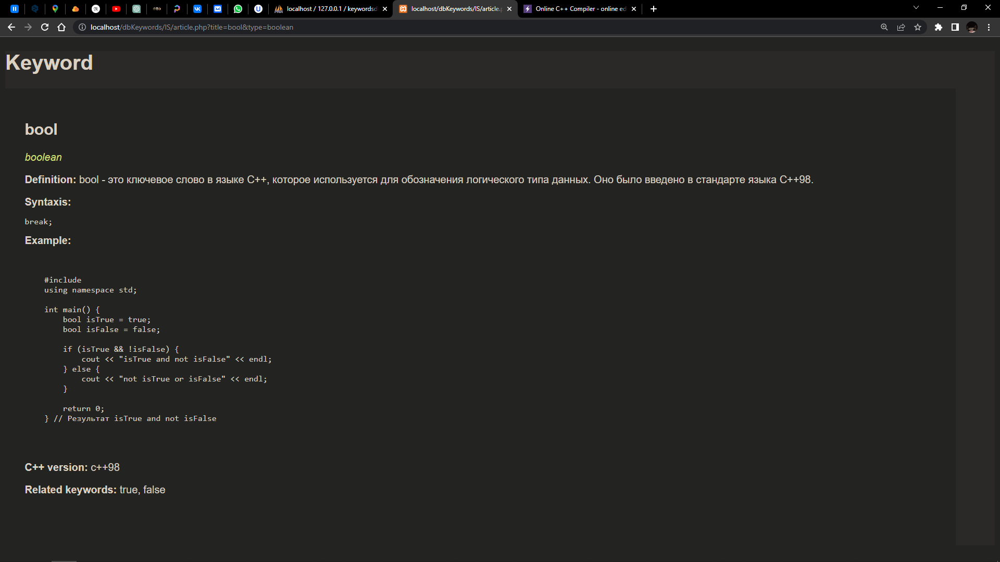 localhost / 127.0.0.1 / keywordsd
localhost/dbKeywords/IS/article.p
Online C++ Compiler - online ed
localhost/dbKeywords/IS/article.php?title=bool&type=boolean
Keyword
bool
boolean
Definition: bool - это ключевое слово в языке C++, которое используется для обозначения логического типа данных. Оно было введено в стандарте языка C++98.
Syntaxis:
break;
Example:
#include
using namespace std;
int main() {
bool isTrue = true;
bool isFalse = false;
if (isTrue && !isFalse) {
cout << "isTrue and not isFalse" << endl;
} else {
cout << "not isTrue or isFalse" << endl;
}
return 0;
} // Результат isTrue and not isFalse
C++ version: c++98
Related keywords: true, false